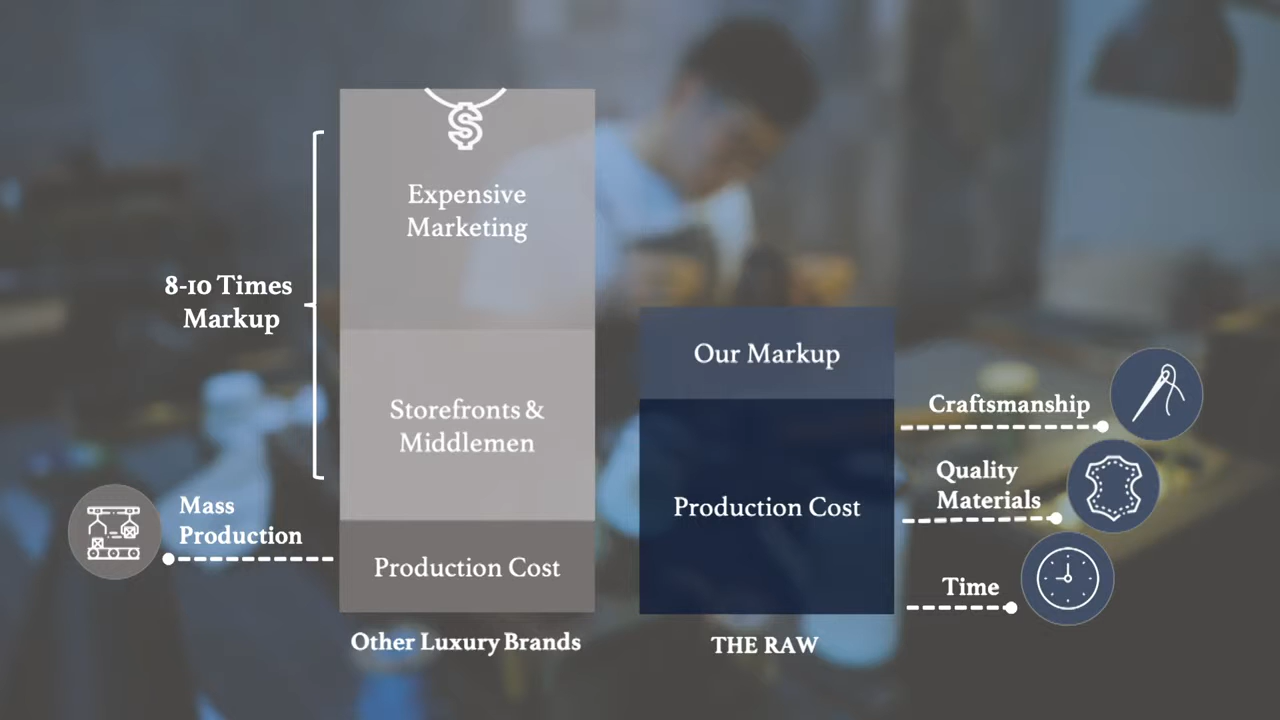 Expensive
Marketing
8-10 Times
Markup
Storefronts &
Middlemen
Mass
Production
Production Cost
Other Luxury Brands
Our Markup
Production Cost
THE RAW
Craftsmanship
Quality
Materials
Time